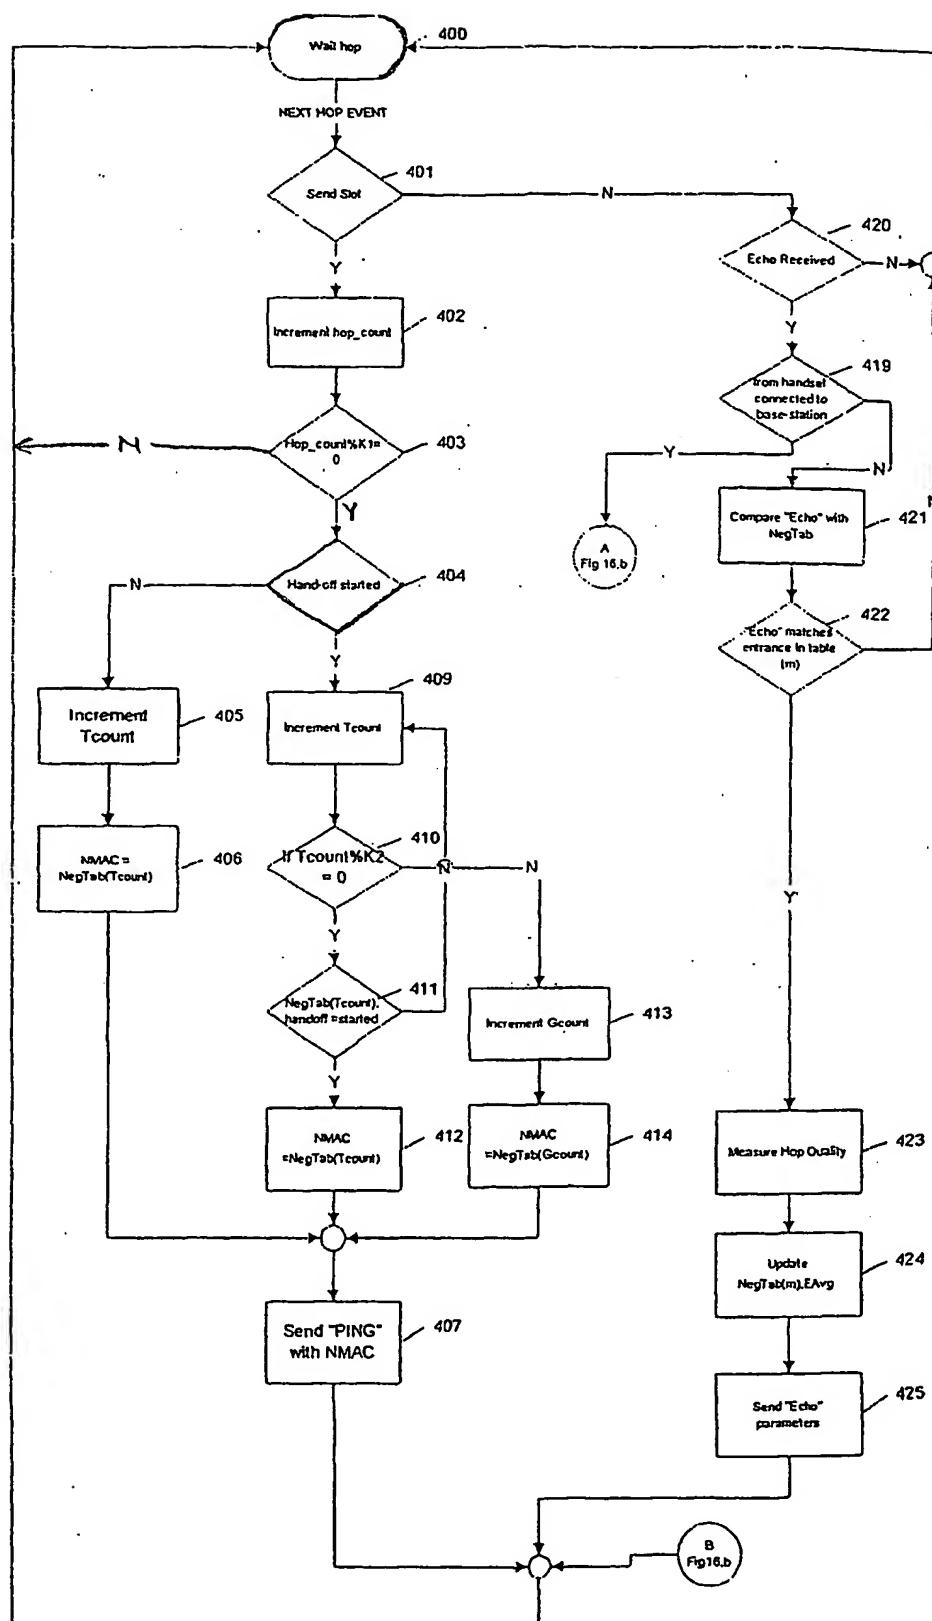 Wait hop
400
NEXT HOP EVENT
Send Slot
401
N
Y
Echo Received
420
N
Y
Increment hop_count
402
from handset
connected to
base-station
419
Y
N
Hop_count%K1=
0
403
N
Y
A
Fig 16,b
Compare "Echo" with
NegTab
421
N
Hand-off started
404
N
Y
"Echo" matches
entrance in table
(m)
422
Y
Increment
Tcount
405
Increment Tcount
409
NMAC =
NegTab(Tcount)
406
If Tcount%K2
= 0
410
N
N
Y
NegTab(Tcount),
handoff =started
411
Y
Increment Gcount
413
NMAC
=NegTab(Tcount)
412
NMAC
=NegTab(Gcount)
414
Measure Hop Quality
423
Update
NegTab(m),EAvg
424
Send "PING"
with NMAC
407
Send "Echo"
parameters
425
B
Fig16,b